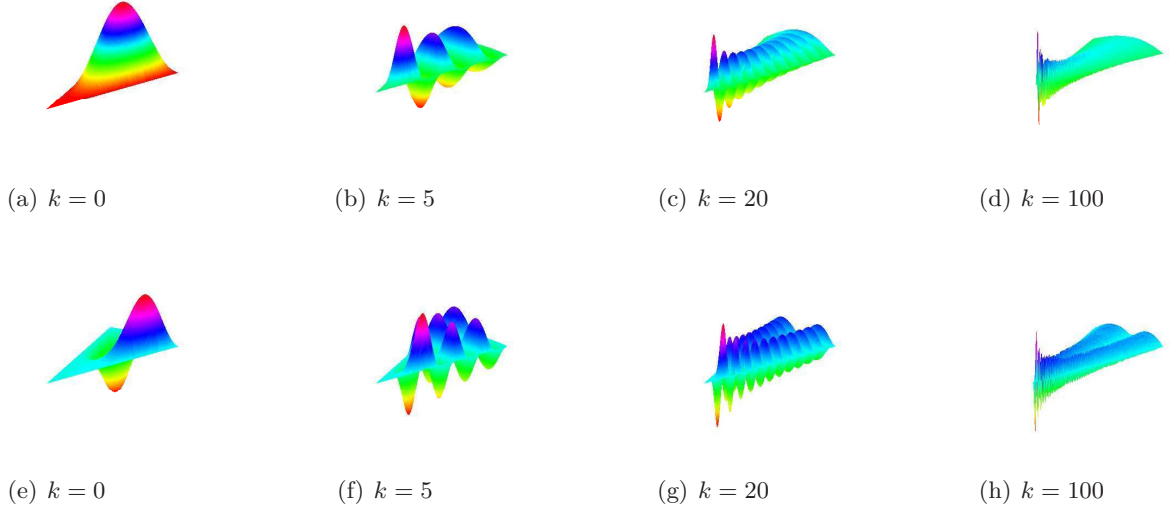 (a) k = 0
(b) k = 5
(c) k = 20
(d) k = 100
(e) k = 0
(f) k = 5
(g) k = 20
(h) k = 100